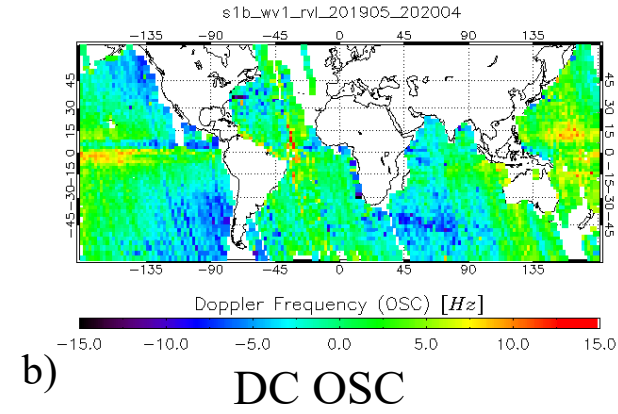 s1b_wv1_rvl_201905_202004
−135 −90 −45 0 45 90 135
45 30 15 0 −15 −30 −45
45 30 15 0 −15 −30 −45
−135 −90 −45 0 45 90 135
Doppler Frequency (OSC) [Hz]
−15.0 −10.0 −5.0 0.0 5.0 10.0 15.0
b) DC OSC